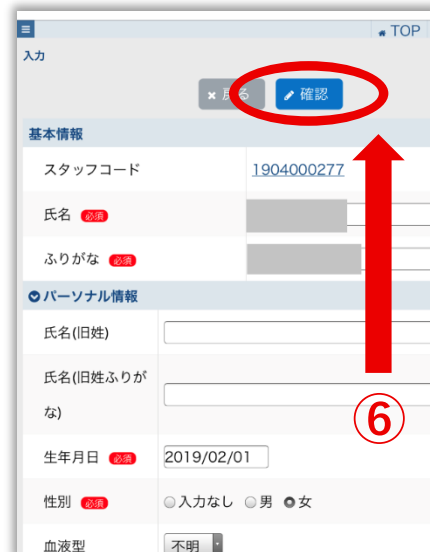 TOP
入力
× 戻る 確認
基本情報
スタッフコード 1904000277
氏名 必須
ふりがな 必須
パーソナル情報
氏名(旧姓)
氏名(旧姓ふりが
な)
⑥
生年月日 必須 2019/02/01
性別 必須 入力なし 男 女
血液型 不明